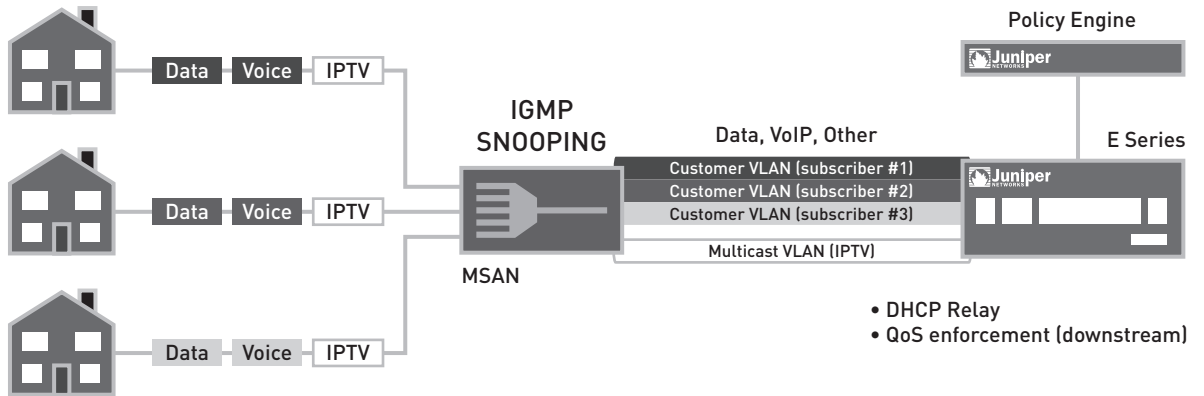 Policy Engine
Juniper
NETWORKS
Data Voice IPTV
IGMP
SNOOPING
Data, VoIP, Other
E Series
Customer VLAN (subscriber #1)
Juniper
NETWORKS
Customer VLAN (subscriber #2)
Data Voice IPTV
Customer VLAN (subscriber #3)
Multicast VLAN (IPTV)
MSAN
• DHCP Relay
• QoS enforcement (downstream)
Data Voice IPTV